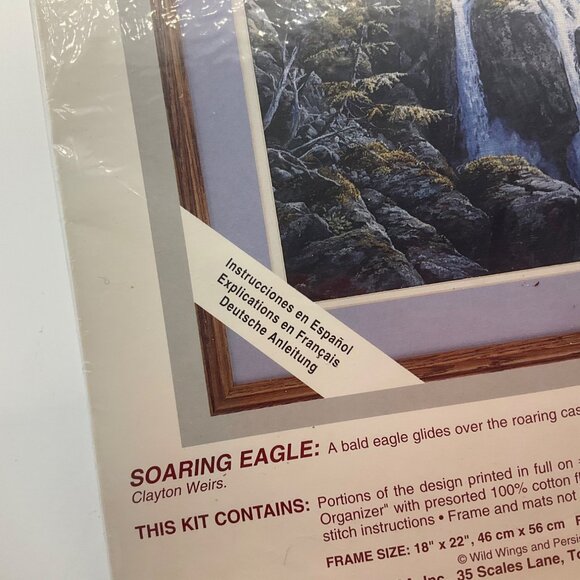 Instrucciones en Español
Explications en Français
Deutsche Anleitung
SOARING EAGLE: A bald eagle glides over the roaring
Clayton Weirs.
THIS KIT CONTAINS: Portions of the design printed in full on
Organizer" with presorted 100% cotton
stitch instructions • Frame and mats not
FRAME SIZE: 18" x 22", 46 cm x 56 cm
© Wild Wings and
Inc., 35 Scales Lane,